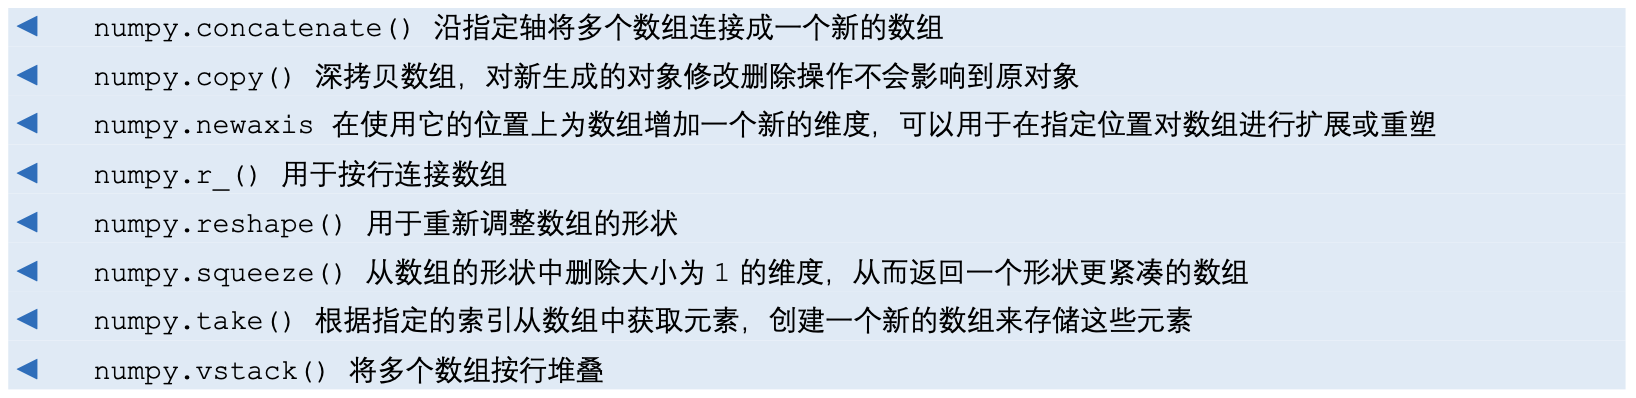 numpy.concatenate() 沿指定轴将多个数组连接成一个新的数组
numpy.copy() 深拷贝数组，对新生成的对象修改删除操作不会影响到原对象
numpy.newaxis 在使用它的位置上为数组增加一个新的维度，可以用于在指定位置对数组进行扩展或重塑
numpy.r_() 用于按行连接数组
numpy.reshape() 用于重新调整数组的形状
numpy.squeeze() 从数组的形状中删除大小为 1 的维度，从而返回一个形状更紧凑的数组
numpy.take() 根据指定的索引从数组中获取元素，创建一个新的数组来存储这些元素
numpy.vstack() 将多个数组按行堆叠